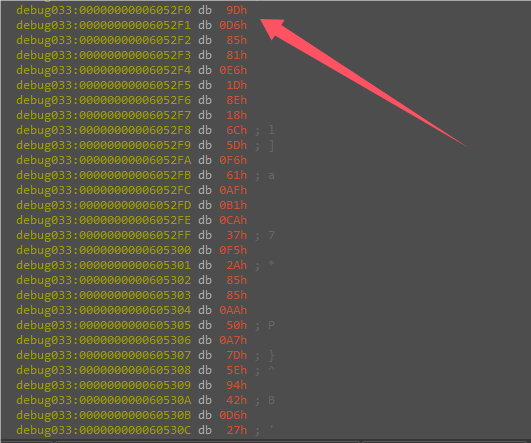 debug033:00000000006052F0 db 9Dh
debug033:00000000006052F1 db 0D6h
debug033:00000000006052F2 db 85h
debug033:00000000006052F3 db 81h
debug033:00000000006052F4 db 0E6h
debug033:00000000006052F5 db 1Dh
debug033:00000000006052F6 db 8Eh
debug033:00000000006052F7 db 18h
debug033:00000000006052F8 db 6Ch ; l
debug033:00000000006052F9 db 5Dh ; ]
debug033:00000000006052FA db 0F6h
debug033:00000000006052FB db 61h ; a
debug033:00000000006052FC db 0AFh
debug033:00000000006052FD db 0B1h
debug033:00000000006052FE db 0CAh
debug033:00000000006052FF db 37h ; 7
debug033:0000000000605300 db 0F5h
debug033:0000000000605301 db 2Ah ; *
debug033:0000000000605302 db 85h
debug033:0000000000605303 db 85h
debug033:0000000000605304 db 0AAh
debug033:0000000000605305 db 50h ; P
debug033:0000000000605306 db 0A7h
debug033:0000000000605307 db 7Dh ; }
debug033:0000000000605308 db 5Eh ; ^
debug033:0000000000605309 db 94h
debug033:000000000060530A db 42h ; B
debug033:000000000060530B db 0D6h
debug033:000000000060530C db 27h ; '